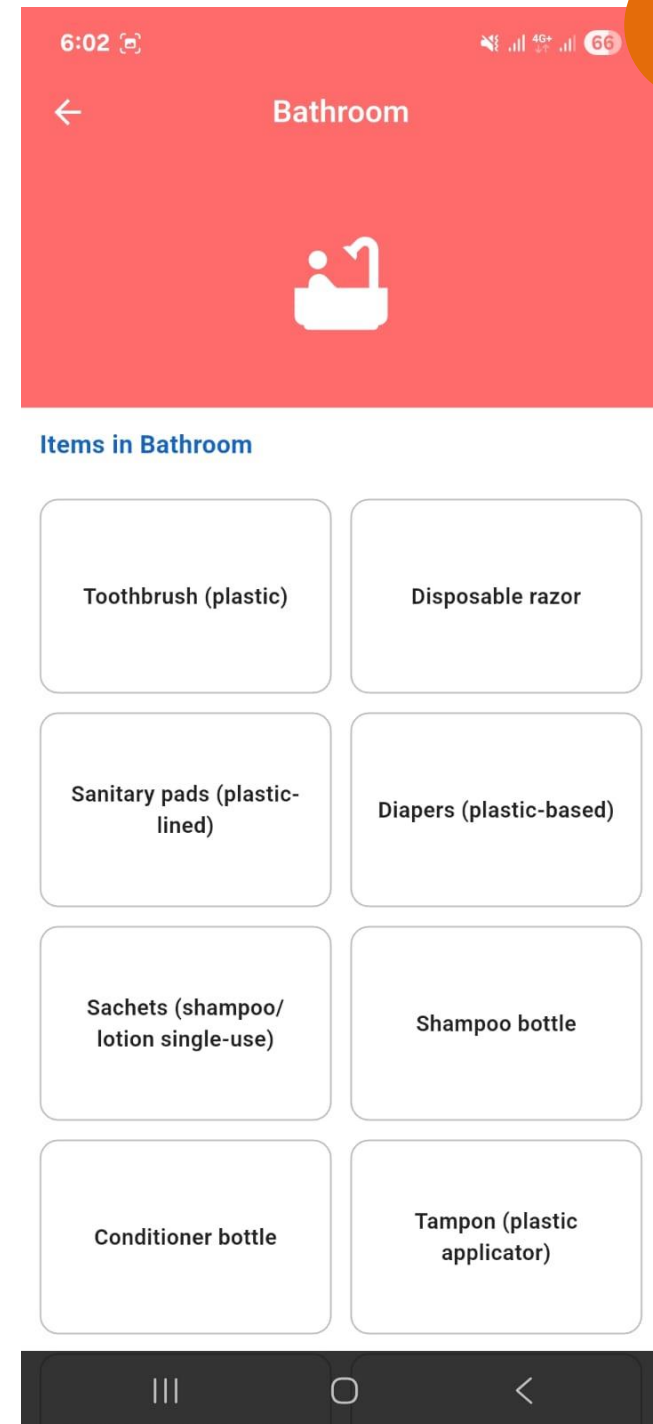 6:02
4G+
66
Bathroom
Items in Bathroom
Toothbrush (plastic)
Disposable razor
Sanitary pads (plastic-
lined)
Diapers (plastic-based)
Sachets (shampoo/
lotion single-use)
Shampoo bottle
Conditioner bottle
Tampon (plastic
applicator)